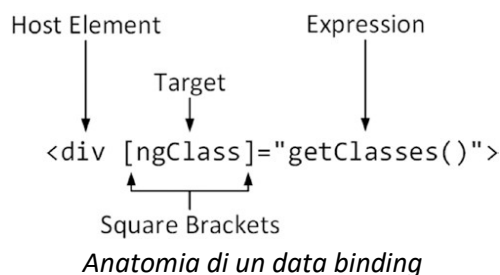 Host Element Expression
Target
<div [ngClass]="getClasses()">
Square Brackets
Anatomia di un data binding